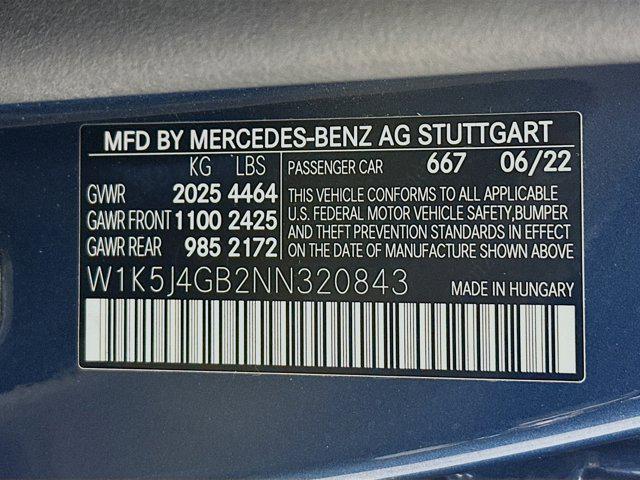 MFD BY MERCEDES-BENZ AG STUTTGART
KG LBS
GVWR 2025 4464
GAWR FRONT 1100 2425
GAWR REAR 985 2172
PASSENGER CAR 667 06/22
THIS VEHICLE CONFORMS TO ALL APPLICABLE
U.S. FEDERAL MOTOR VEHICLE SAFETY,BUMPER
AND THEFT PREVENTION STANDARDS IN EFFECT
ON THE DATE OF MANUFACTURE SHOWN ABOVE
W1K5J4GB2NN320843
MADE IN HUNGARY